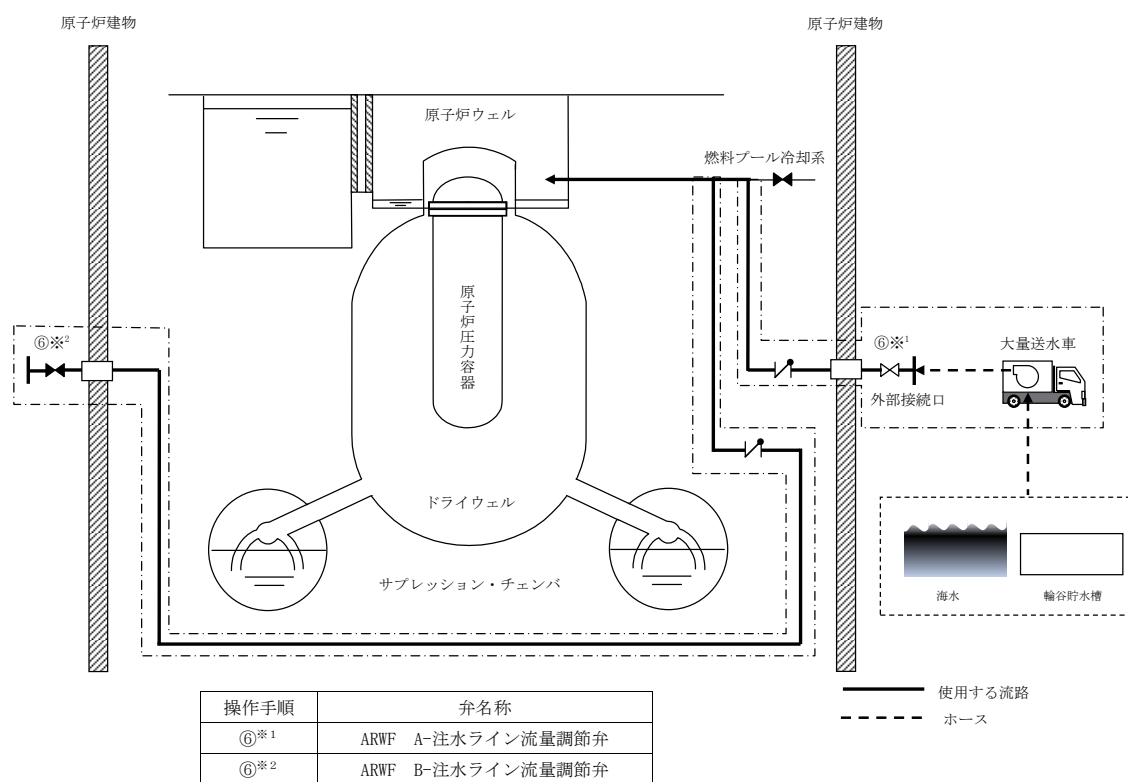 原子炉建物
原子炉建物
原子炉ウェル
燃料プール冷却系
原子炉圧力容器
⑥※2
⑥※1
大量送水車
外部接続口
ドライウェル
サプレッション・チェンバ
海水
輪谷貯水槽
使用する流路
ホース
操作手順 弁名称
⑥※1 ARWF A-注水ライン流量調節弁
⑥※2 ARWF B-注水ライン流量調節弁